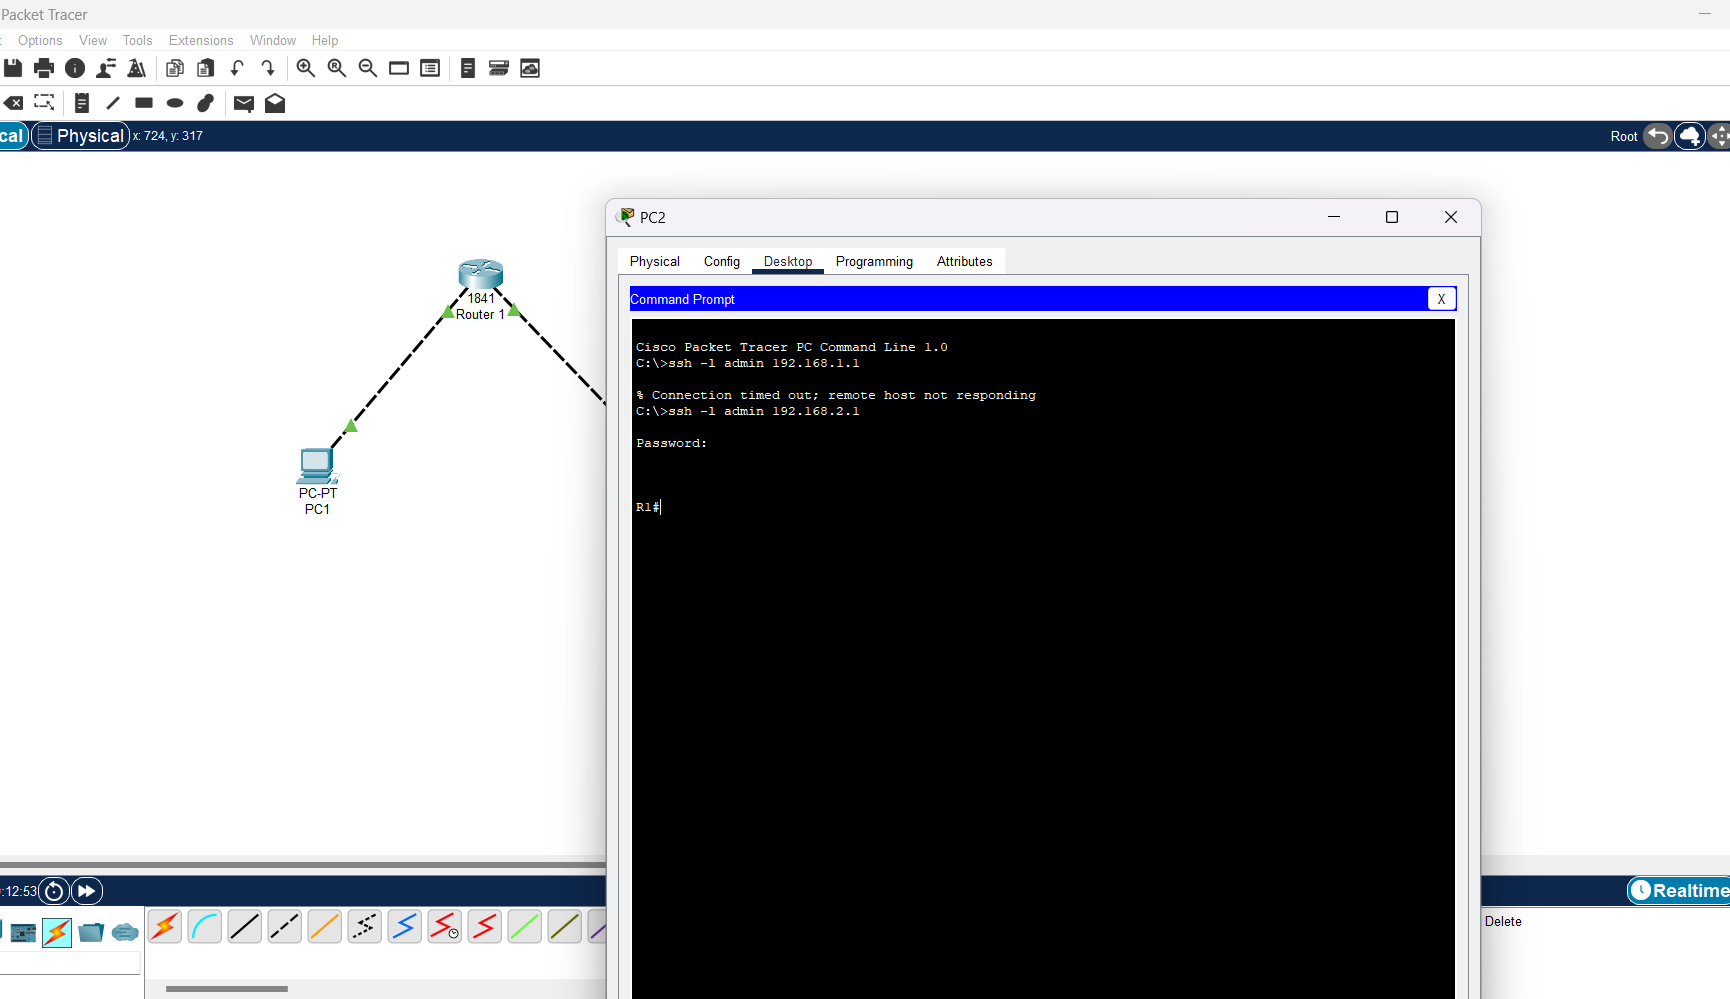 Packet Tracer
Options View Tools Extensions Window Help
cal Physical x: 724, y: 317
Root
PC2
Physical Config Desktop Programming Attributes
Command Prompt
X
Cisco Packet Tracer PC Command Line 1.0
C:\>ssh -l admin 192.168.1.1
% Connection timed out; remote host not responding
C:\>ssh -l admin 192.168.2.1
Password:
R1#
1841
Router 1
PC-PT
PC1
:12:53
Realtime
Delete